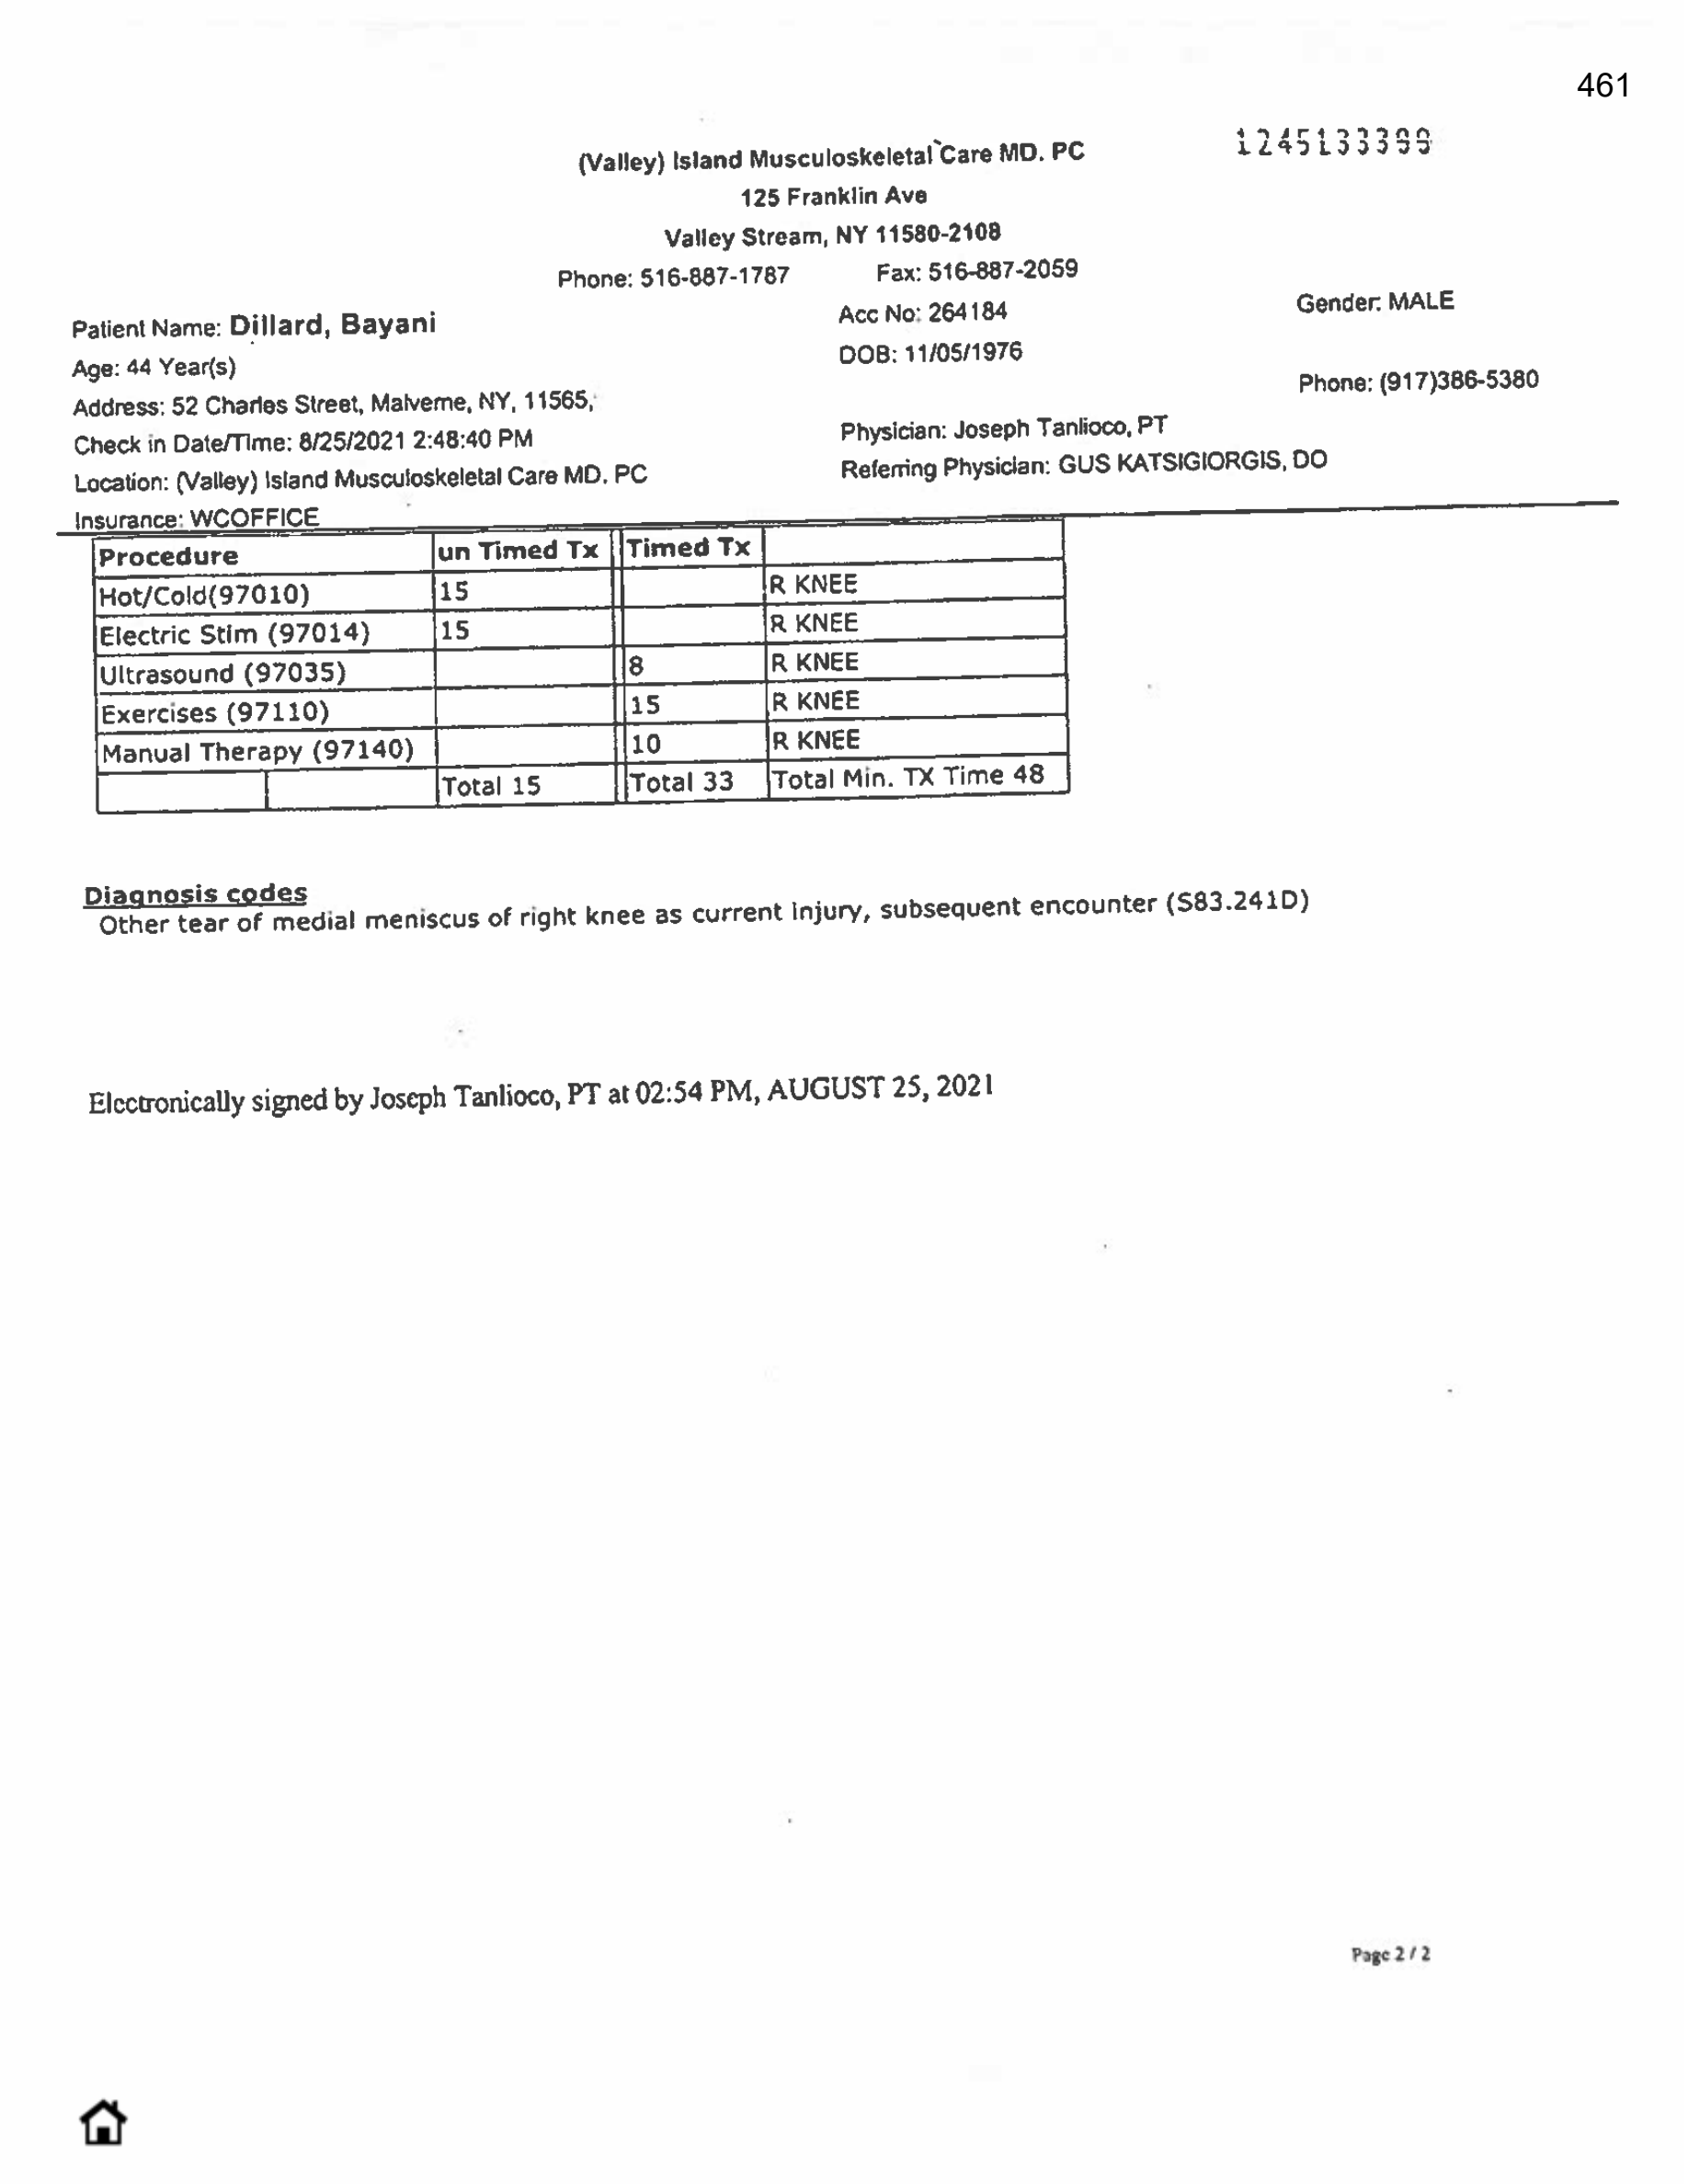 461
1245133399
(Valley) Island Musculoskeletal Care MD. PC
125 Franklin Ave
Valley Stream, NY 11580-2108
Phone: 516-887-1787 Fax: 516-887-2059
Patient Name: Dillard, Bayani Acc No: 264184 Gender: MALE
Age: 44 Year(s) DOB: 11/05/1976
Address: 52 Charles Street, Malverne, NY, 11565, Phone: (917)386-5380
Check in Date/Time: 8/25/2021 2:48:40 PM Physician: Joseph Tanlioco, PT
Location: (Valley) Island Musculoskeletal Care MD. PC Referring Physician: GUS KATSIGIORGIS, DO
Insurance: WCOFFICE
Procedure un Timed Tx Timed Tx
Hot/Cold(97010) 15 R KNEE
Electric Stim (97014) 15 R KNEE
Ultrasound (97035) 8 R KNEE
Exercises (97110) 15 R KNEE
Manual Therapy (97140) 10 R KNEE
Total 15 Total 33 Total Min. TX Time 48
Diagnosis codes
Other tear of medial meniscus of right knee as current injury, subsequent encounter (S83.241D)
Electronically signed by Joseph Tanlioco, PT at 02:54 PM, AUGUST 25, 2021
Page 2 / 2